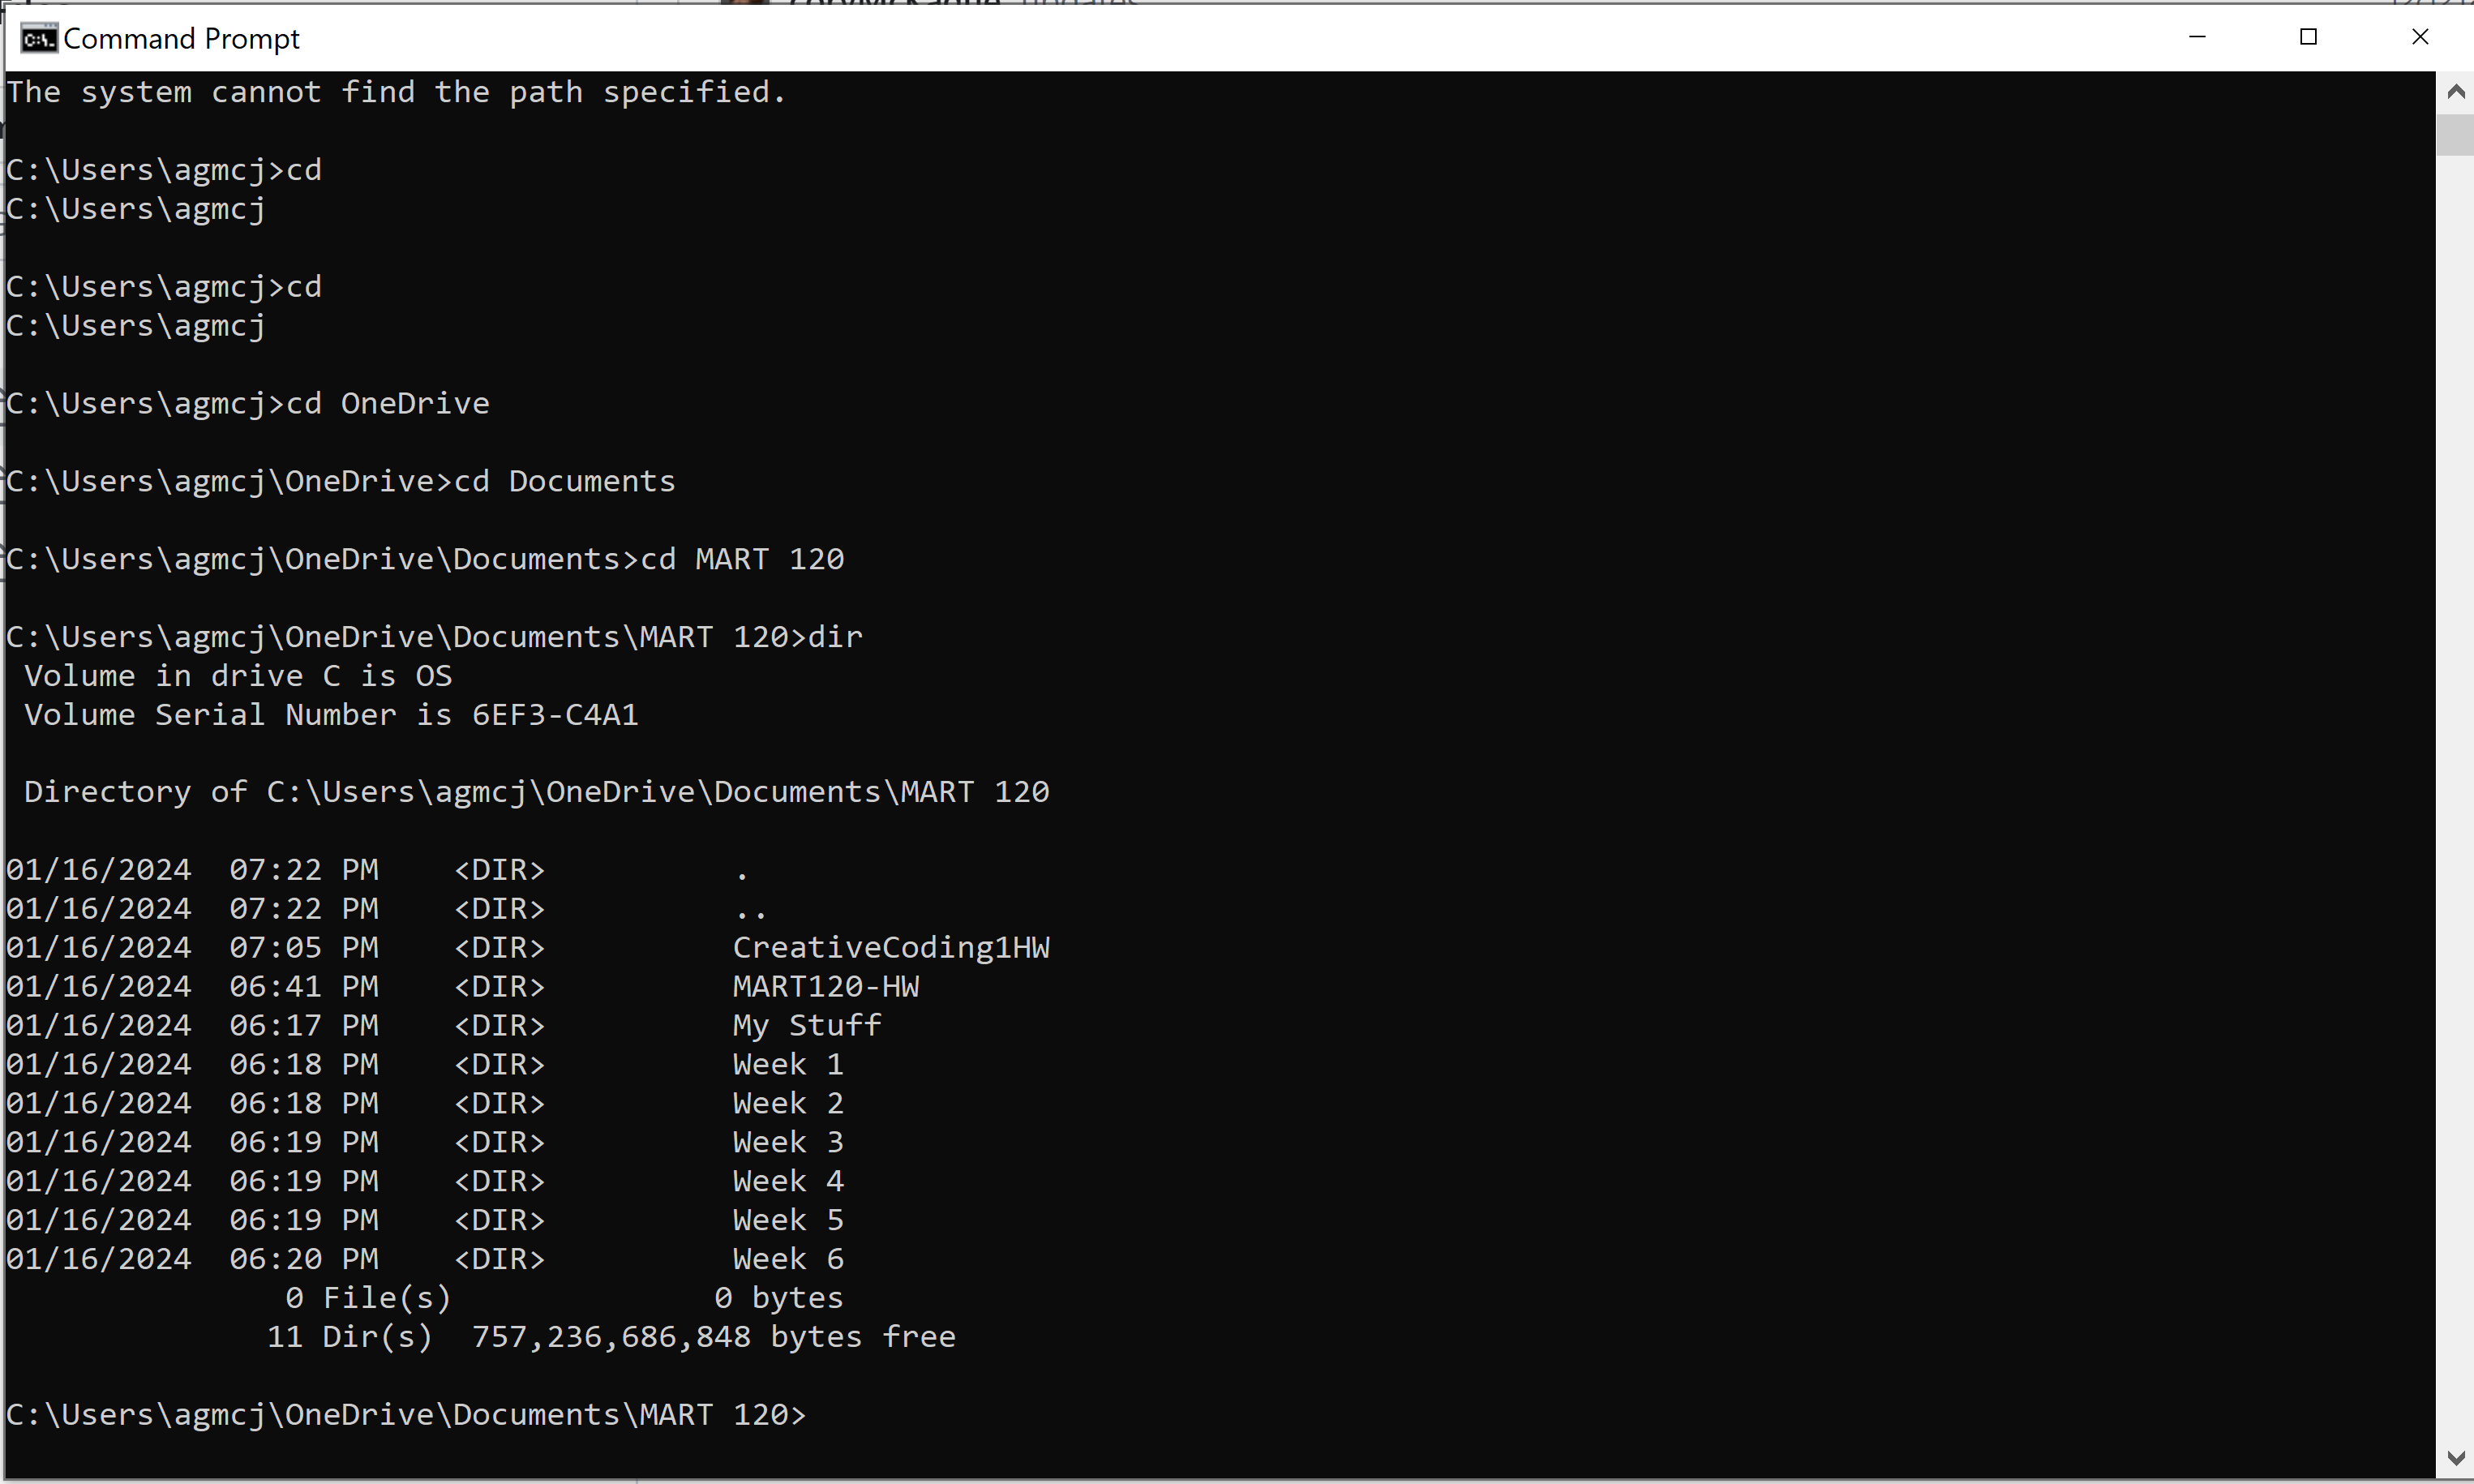 Command Prompt
The system cannot find the path specified.
C:\Users\agmcj>cd
C:\Users\agmcj
C:\Users\agmcj>cd
C:\Users\agmcj
C:\Users\agmcj>cd OneDrive
C:\Users\agmcj\OneDrive>cd Documents
C:\Users\agmcj\OneDrive\Documents>cd MART 120
C:\Users\agmcj\OneDrive\Documents\MART 120>dir
 Volume in drive C is OS
 Volume Serial Number is 6EF3-C4A1
 Directory of C:\Users\agmcj\OneDrive\Documents\MART 120
01/16/2024  07:22 PM    <DIR>          .
01/16/2024  07:22 PM    <DIR>          ..
01/16/2024  07:05 PM    <DIR>          CreativeCoding1HW
01/16/2024  06:41 PM    <DIR>          MART120-HW
01/16/2024  06:17 PM    <DIR>          My Stuff
01/16/2024  06:18 PM    <DIR>          Week 1
01/16/2024  06:18 PM    <DIR>          Week 2
01/16/2024  06:19 PM    <DIR>          Week 3
01/16/2024  06:19 PM    <DIR>          Week 4
01/16/2024  06:19 PM    <DIR>          Week 5
01/16/2024  06:20 PM    <DIR>          Week 6
               0 File(s)              0 bytes
              11 Dir(s)  757,236,686,848 bytes free
C:\Users\agmcj\OneDrive\Documents\MART 120>